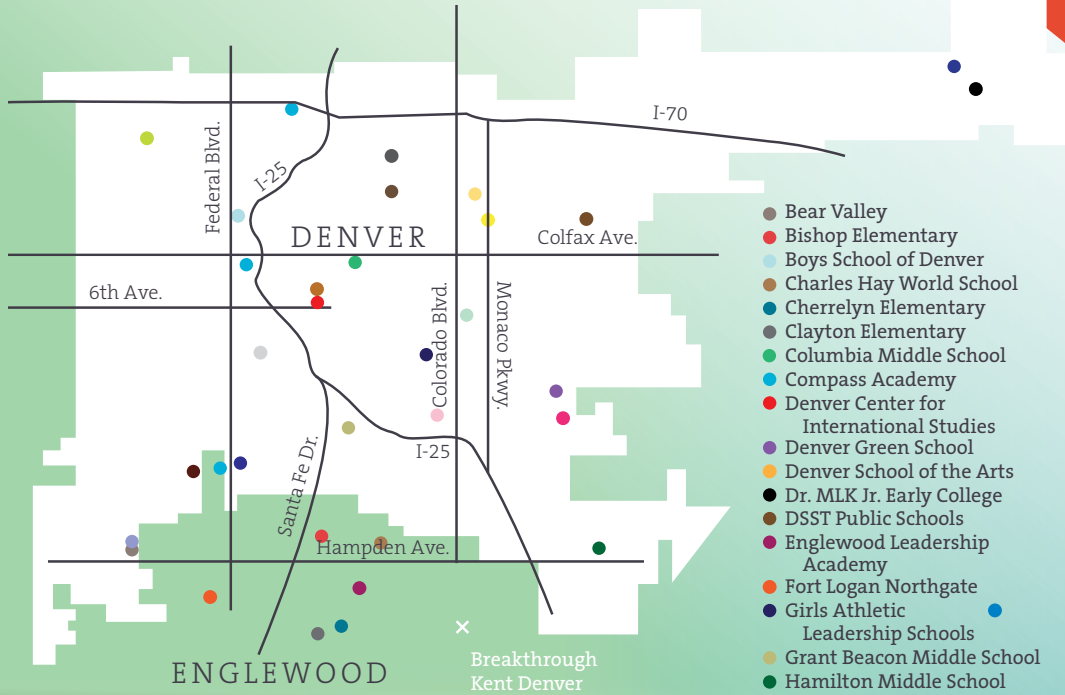 I-70
Federal Blvd.
I-25
DENVER
Colfax Ave.
6th Ave.
Colorado Blvd.
Monaco Pkwy.
I-25
Santa Fe Dr.
Hampden Ave.
ENGLEWOOD
Breakthrough
Kent Denver
Bear Valley
Bishop Elementary
Boys School of Denver
Charles Hay World School
Cherrelyn Elementary
Clayton Elementary
Columbia Middle School
Compass Academy
Denver Center for
International Studies
Denver Green School
Denver School of the Arts
Dr. MLK Jr. Early College
DSST Public Schools
Englewood Leadership
Academy
Fort Logan Northgate
Girls Athletic
Leadership Schools
Grant Beacon Middle School
Hamilton Middle School